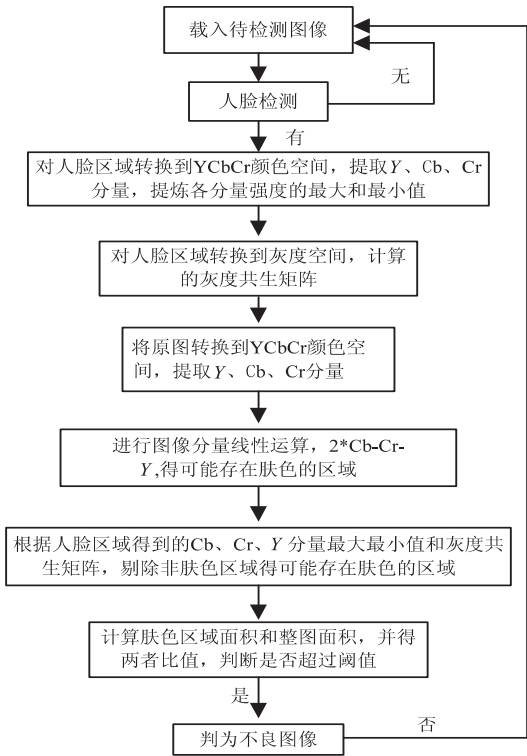 载入待检测图像
无
人脸检测
有
对人脸区域转换到YCbCr颜色空间，提取Y、Cb、Cr
分量，提炼各分量强度的最大和最小值
对人脸区域转换到灰度空间，计算
的灰度共生矩阵
将原图转换到YCbCr颜色空
间，提取Y、Cb、Cr分量
进行图像分量线性运算，2*Cb-Cr-
Y,得可能存在肤色的区域
根据人脸区域得到的Cb、Cr、Y 分量最大最小值和灰度共
生矩阵，剔除非肤色区域得可能存在肤色的区域
计算肤色区域面积和整图面积，并得
两者比值，判断是否超过阈值
是
否
判为不良图像